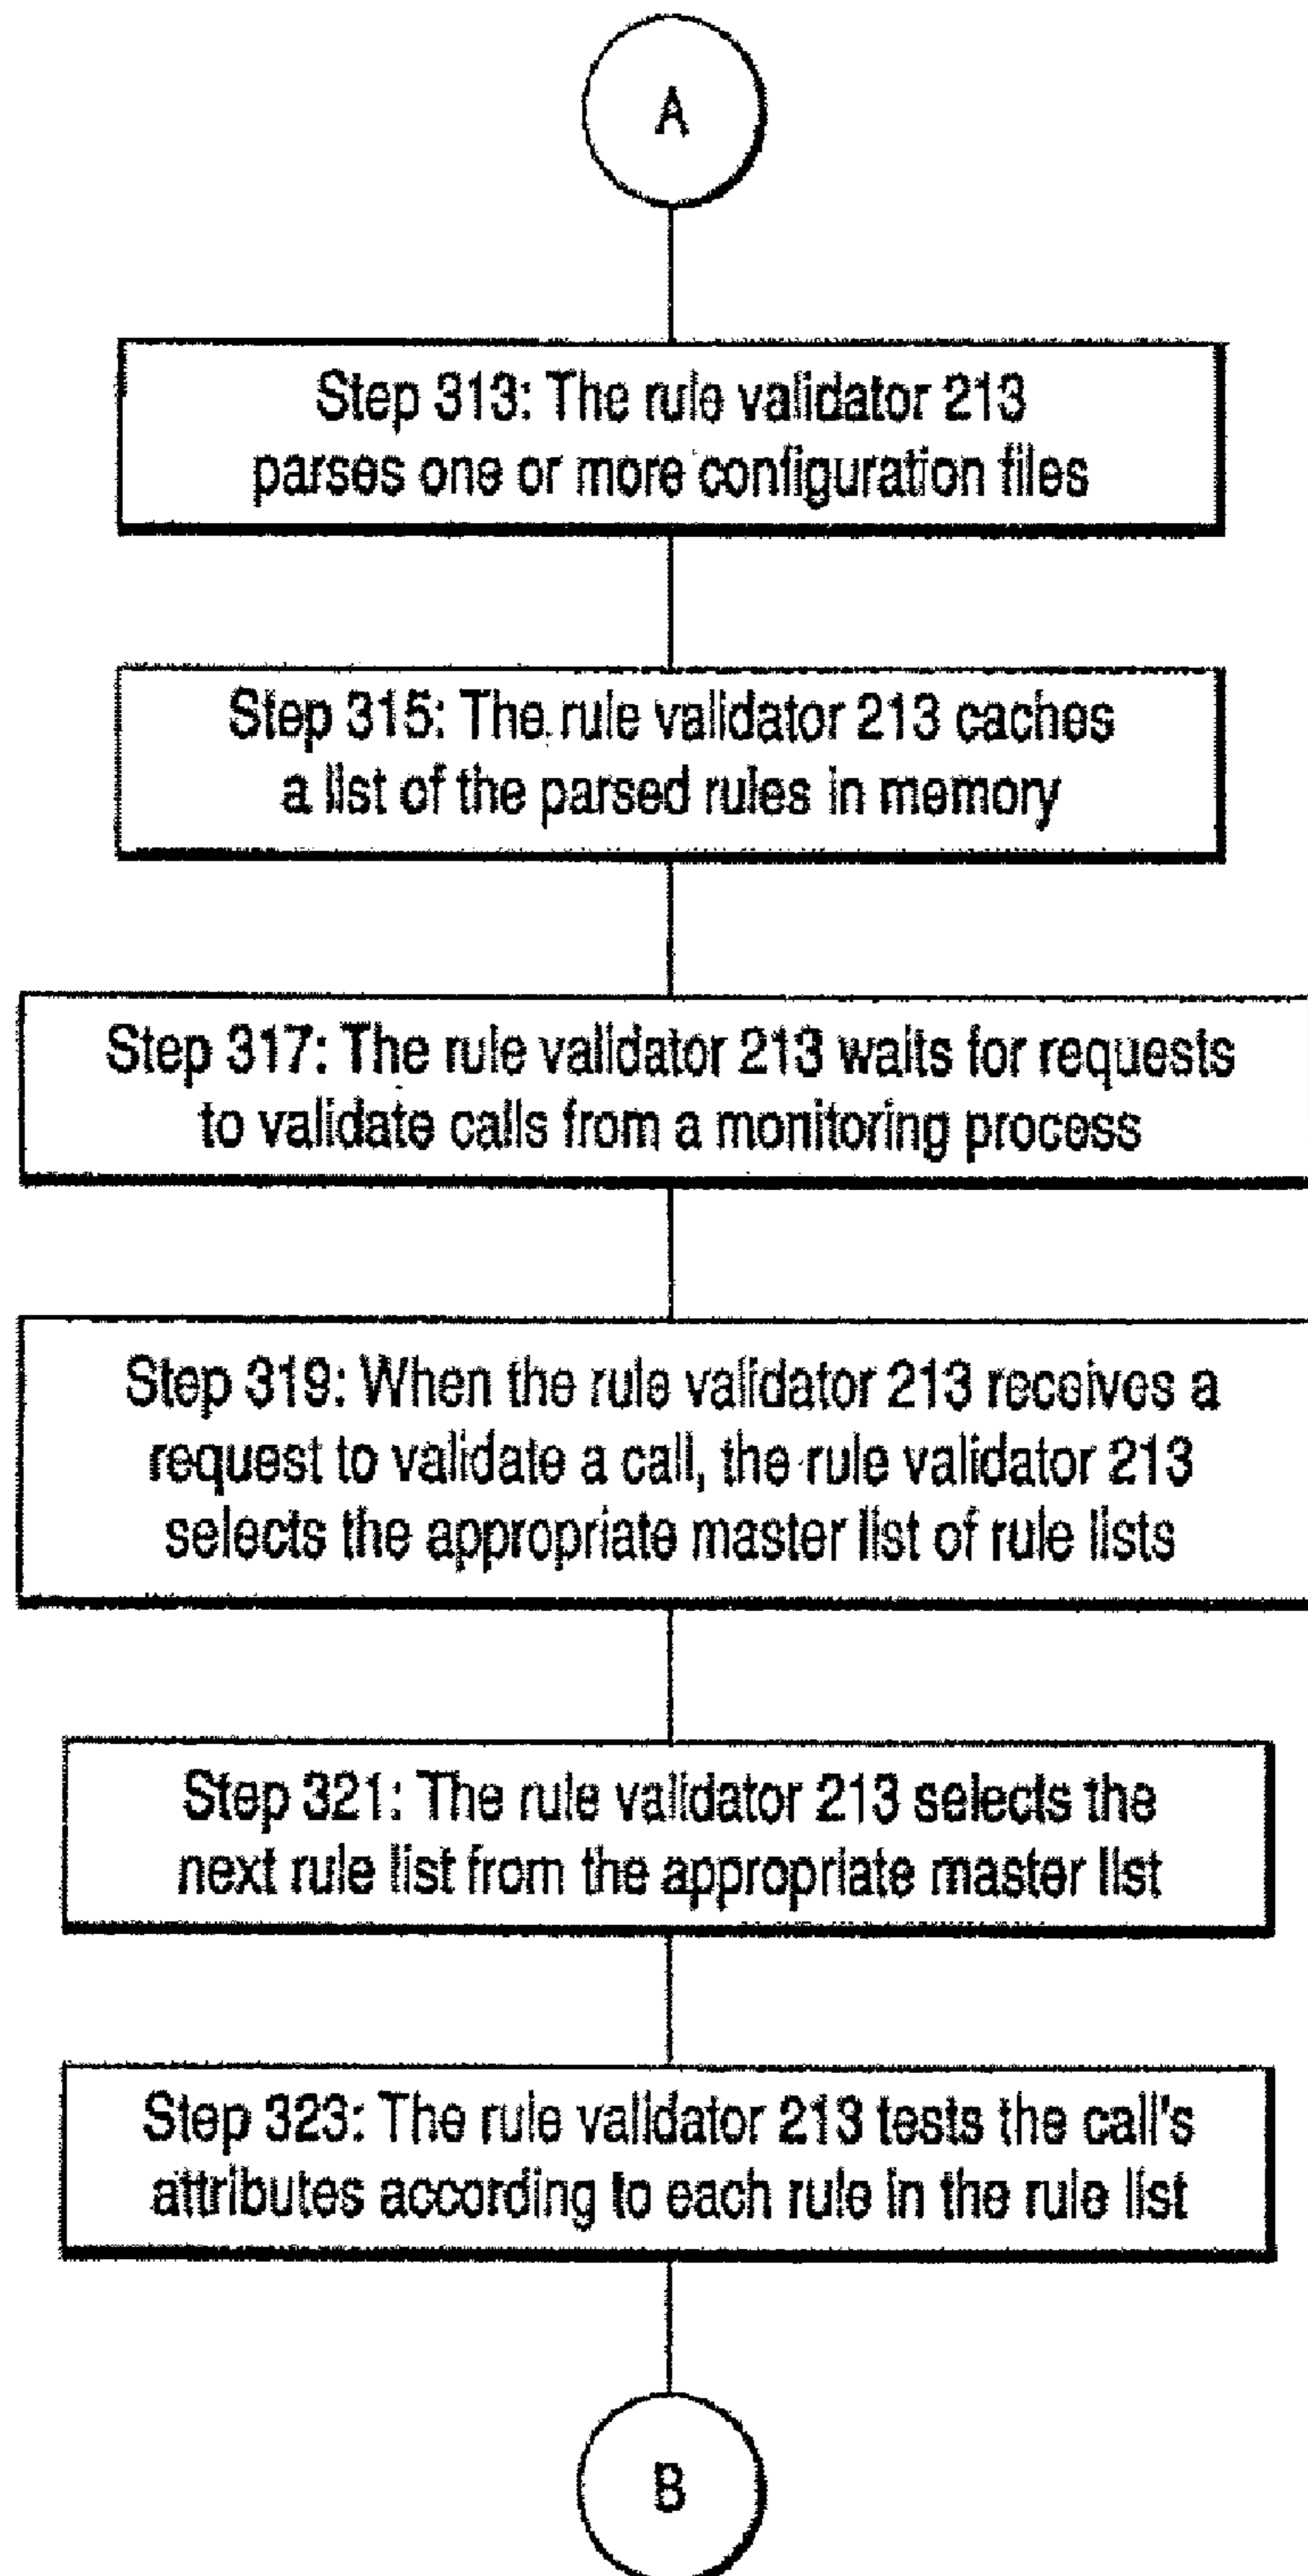 A
Step 313: The rule validator 213
parses one or more configuration files
Step 315: The rule validator 213 caches
a list of the parsed rules in memory
Step 317: The rule validator 213 waits for requests
to validate calls from a monitoring process
Step 319: When the rule validator 213 receives a
request to validate a call, the rule validator 213
selects the appropriate master list of rule lists
Step 321: The rule validator 213 selects the
next rule list from the appropriate master list
Step 323: The rule validator 213 tests the call's
attributes according to each rule in the rule list
B